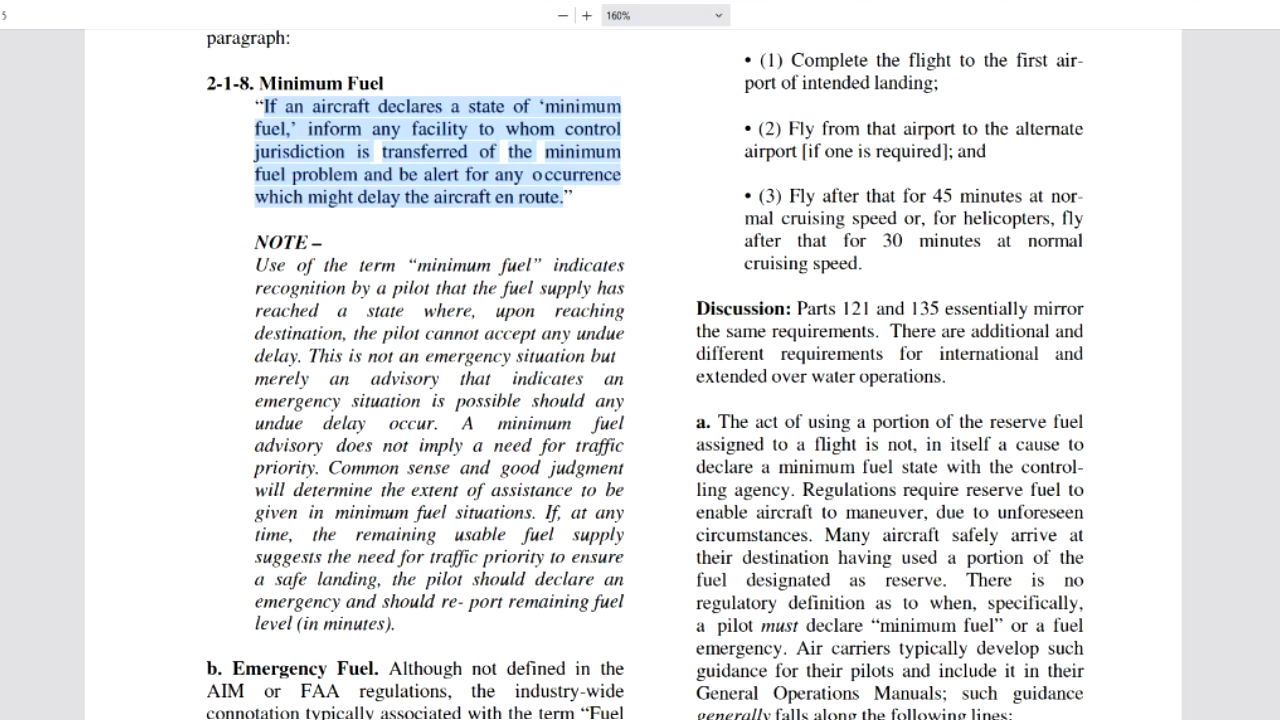 5
160%
paragraph:
2-1-8. Minimum Fuel
“If an aircraft declares a state of ‘minimum
fuel,’ inform any facility to whom control
jurisdiction is transferred of the minimum
fuel problem and be alert for any occurrence
which might delay the aircraft en route.”
NOTE –
Use of the term “minimum fuel” indicates
recognition by a pilot that the fuel supply has
reached a state where, upon reaching
destination, the pilot cannot accept any undue
delay. This is not an emergency situation but
merely an advisory that indicates an
emergency situation is possible should any
undue delay occur. A minimum fuel
advisory does not imply a need for traffic
priority. Common sense and good judgment
will determine the extent of assistance to be
given in minimum fuel situations. If, at any
time, the remaining usable fuel supply
suggests the need for traffic priority to ensure
a safe landing, the pilot should declare an
emergency and should re- port remaining fuel
level (in minutes).
b. Emergency Fuel. Although not defined in the
AIM or FAA regulations, the industry-wide
connotation typically associated with the term “Fuel
• (1) Complete the flight to the first air-
port of intended landing;
• (2) Fly from that airport to the alternate
airport [if one is required]; and
• (3) Fly after that for 45 minutes at nor-
mal cruising speed or, for helicopters, fly
after that for 30 minutes at normal
cruising speed.
Discussion: Parts 121 and 135 essentially mirror
the same requirements. There are additional and
different requirements for international and
extended over water operations.
a. The act of using a portion of the reserve fuel
assigned to a flight is not, in itself a cause to
declare a minimum fuel state with the control-
ling agency. Regulations require reserve fuel to
enable aircraft to maneuver, due to unforeseen
circumstances. Many aircraft safely arrive at
their destination having used a portion of the
fuel designated as reserve. There is no
regulatory definition as to when, specifically,
a pilot must declare “minimum fuel” or a fuel
emergency. Air carriers typically develop such
guidance for their pilots and include it in their
General Operations Manuals; such guidance
generally falls along the following lines: